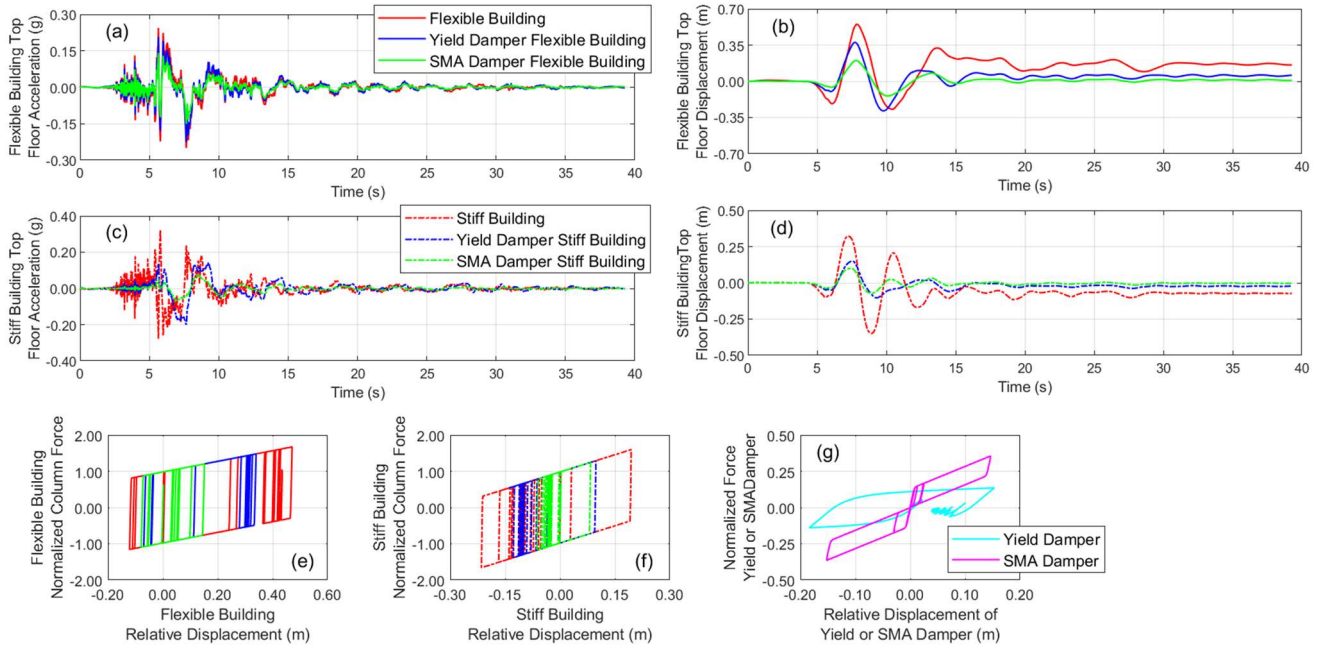 Flexible Building Top
Floor Acceleration (g)
0.30
0.15
0.00
-0.15
-0.30
(a)
Flexible Building
Yield Damper Flexible Building
SMA Damper Flexible Building
0
5
10
15
20
25
30
35
40
Time (s)
Flexible Building Top
Floor Displacement (m)
0.70
0.35
0.00
-0.35
-0.70
(b)
0
5
10
15
20
25
30
35
40
Time (s)
Stiff Building Top
Floor Acceleration (g)
0.40
0.20
0.00
-0.20
-0.40
(c)
Stiff Building
Yield Damper Stiff Building
SMA Damper Stiff Building
0
5
10
15
20
25
30
35
40
Time (s)
Stiff BuildingTop
Floor Displacement (m)
0.50
0.25
0.00
-0.25
-0.50
(d)
0
5
10
15
20
25
30
35
40
Time (s)
Flexible Building
Normalized Column Force
2.00
1.00
0.00
-1.00
-2.00
(e)
-0.20
0.00
0.20
0.40
0.60
Flexible Building
Relative Displacement (m)
Stiff Building
Normalized Column Force
2.00
1.00
0.00
-1.00
-2.00
(f)
-0.30
-0.15
0.00
0.15
0.30
Stiff Building
Relative Displacement (m)
Normalized Force
Yield or SMADamper
0.50
0.25
0.00
-0.25
-0.50
(g)
Yield Damper
SMA Damper
-0.20
-0.10
0.00
0.10
0.20
Relative Displacement of
Yield or SMA Damper (m)